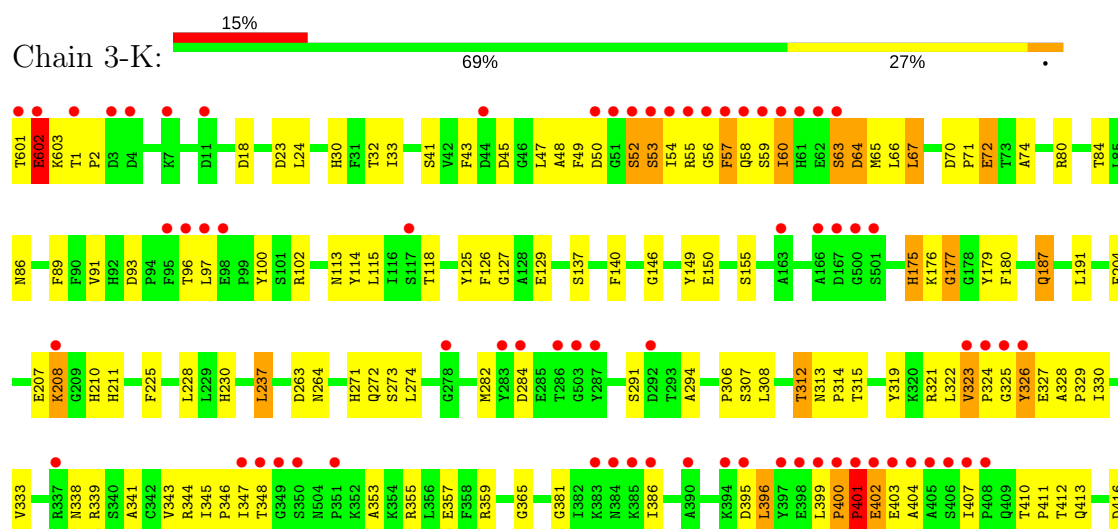 15%
Chain 3-K:
69% 27% •
T601 E602 K603 T1 P2 D3 D4 K7 D11 D18 D23 L24 H30 F31 T32 I33 S41 V42 F43 D44 D45 G46 L47 A48 F49 D50 G51 S52 S53 I54 R55 G56 F57 Q58 S59 I60 H61 E62 S63 D64 M65 L66 L67 D70 P71 E72 T73 A74 R80 T84 L85
N86 F89 F90 V91 H92 D93 P94 F95 T96 L97 E98 P99 Y100 S101 R102 N113 Y114 L115 I116 S117 T118 Y125 F126 G127 A128 E129 S137 F140 G146 Y149 E150 S155 A163 A166 D167 G500 S501 H175 K176 G177 G178 Y179 F180 Q187 L191
E207 K208 G209 H210 H211 F225 L228 L229 H230 L237 D263 N264 H271 Q272 S273 L274 G278 M282 Y283 D284 E285 T286 G503 Y287 S291 D292 T293 A294 P306 S307 L308 T312 N313 P314 T315 Y319 K320 R321 L322 V323 P324 G325 Y326 E327 A328 P329 I330
V333 R337 N338 R339 S340 A341 C342 V343 R344 I345 P346 I347 T348 G349 S350 N504 P351 K352 A353 K354 R355 L356 E357 F358 R359 G365 G381 I382 K383 N384 K385 I386 A390 K394 D395 L396 Y397 E398 L399 P400 P401 E402 E403 A404 A405 S406 I407 P408 Q409 T410 P411 T412 Q413